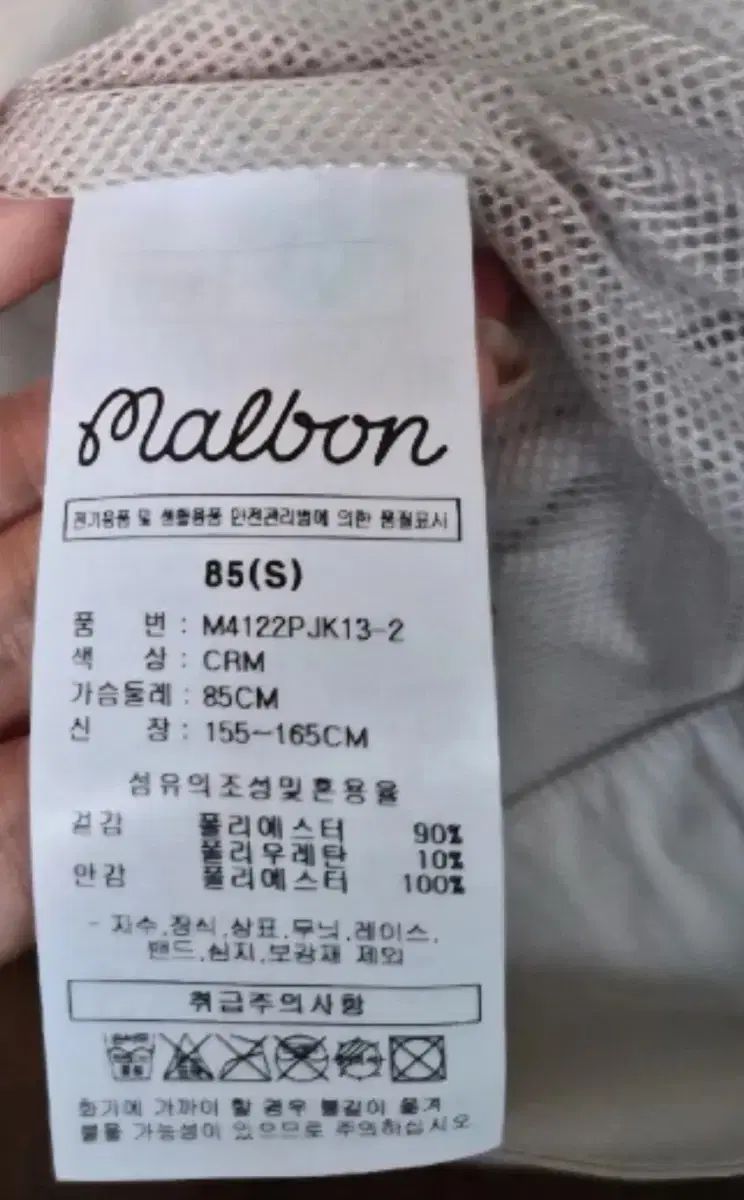 Malbon
전기용품 및 생활용품 안전관리법에 의한 품질표시
85(S)
품 번 : M4122PJK13-2
색 상 : CRM
가슴둘레 : 85CM
신 장 : 155~165CM
섬유의조성및혼용율
겉감 폴리에스터 90%
폴리우레탄 10%
안감 폴리에스터 100%
- 자수,장식,상표,무늬,레이스,
밴드,심지,보강재 제외
취급주의사항
화기에 가까이 할 경우 불길이 옮겨
붙을 가능성이 있으므로 주의하십시오